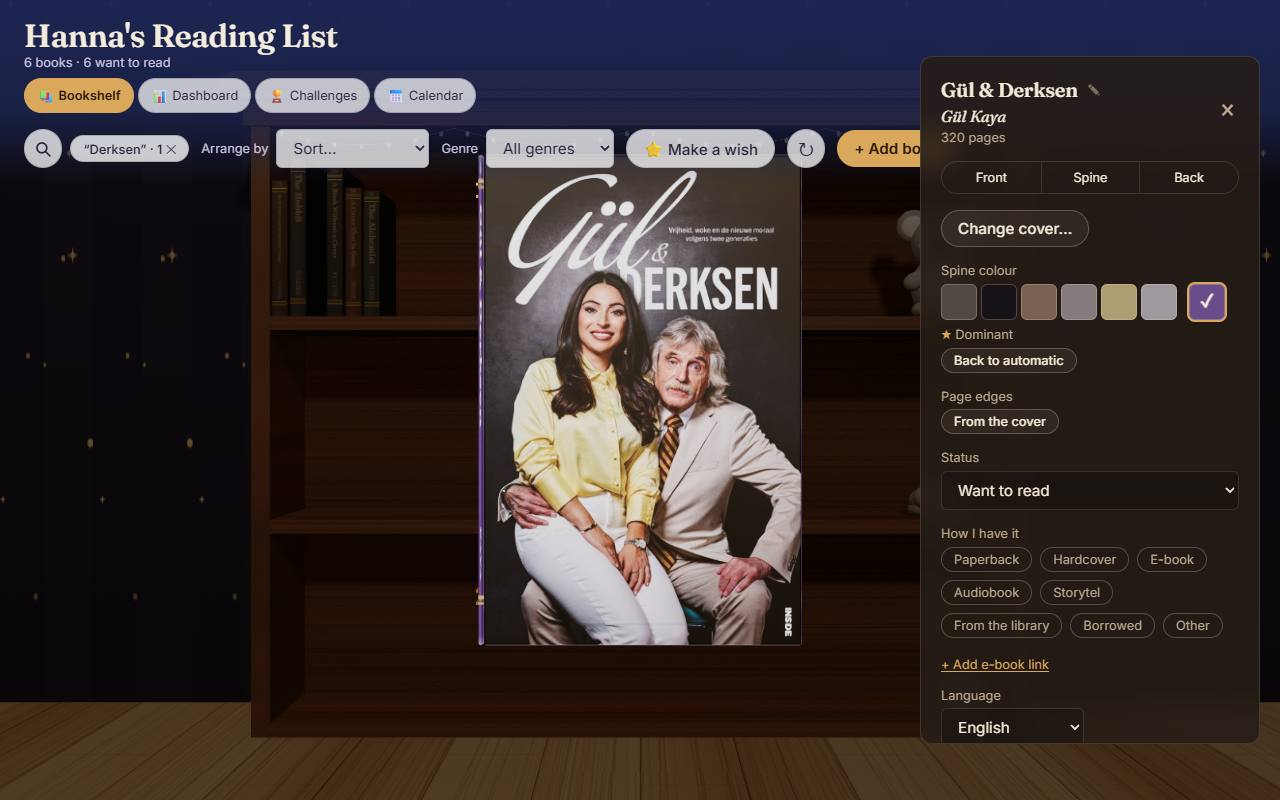 Hanna's Reading List
6 books · 6 want to read
Bookshelf
Dashboard
Challenges
Calendar
“Derksen” · 1
Arrange by
Sort...
Genre
All genres
Make a wish
+ Add bo
The Hobbit
The Alchemist
Gül
&
DERKSEN
Vrijheid, woke en de nieuwe moraal
volgens twee generaties
INSIDE
Gül & Derksen
Gül Kaya
320 pages
Front
Spine
Back
Change cover...
Spine colour
★ Dominant
Back to automatic
Page edges
From the cover
Status
Want to read
How I have it
Paperback
Hardcover
E-book
Audiobook
Storytel
From the library
Borrowed
Other
+ Add e-book link
Language
English